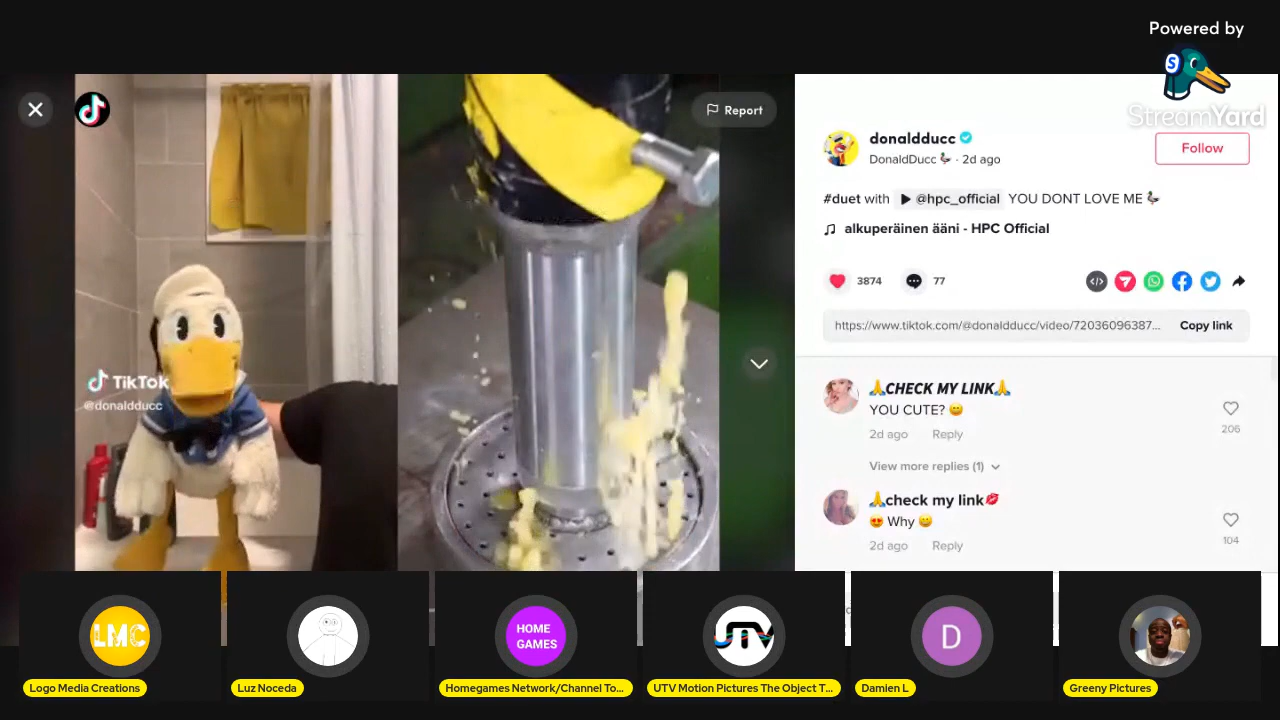 Powered by
S
StreamYard
Report
donaldducc
Follow
DonaldDucc 🦆 · 2d ago
#duet with ▶ @hpc_official YOU DONT LOVE ME 🦆
♫ alkuperäinen ääni - HPC Official
3874
77
https://www.tiktok.com/@donaldducc/video/72036096387... Copy link
TikTok
@donaldducc
🙏CHECK MY LINK🙏
YOU CUTE? 😀
2d ago Reply
206
View more replies (1)
🙏check my link💋
😍 Why 😀
2d ago Reply
104
LMC
HOME
GAMES
UTV
D
Logo Media Creations
Luz Noceda
Homegames Network/Channel To...
UTV Motion Pictures The Object T...
Damien L
Greeny Pictures